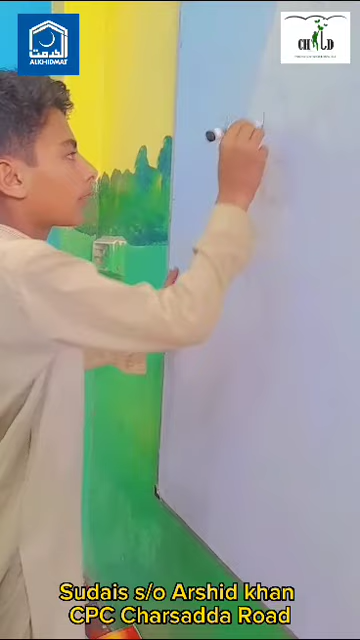 الخدمت
ALKHIDMAT
CHILD
Sudais s/o Arshid khan
CPC Charsadda Road